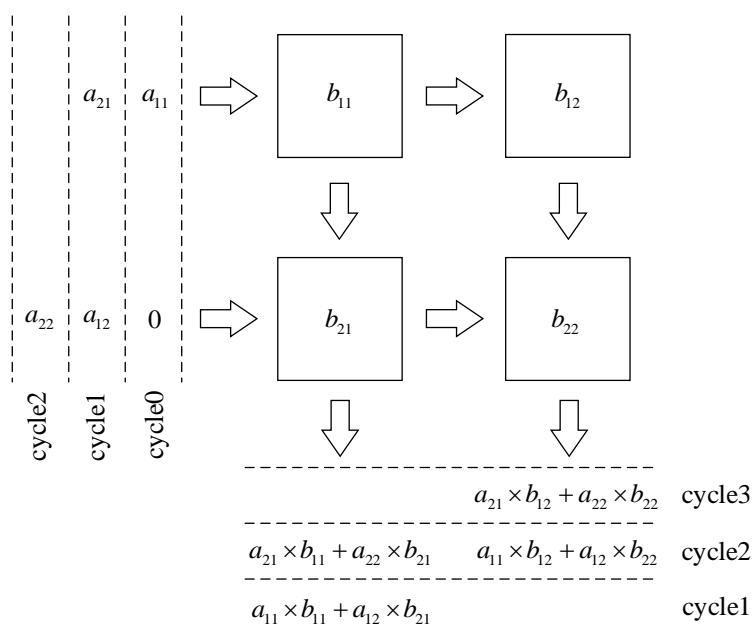 a₂₁ a₁₁ b₁₁ b₁₂
a₂₂ a₁₂ 0 b₂₁ b₂₂
cycle2 cycle1 cycle0
a₂₁ × b₁₂ + a₂₂ × b₂₂ cycle3
a₂₁ × b₁₁ + a₂₂ × b₂₁ a₁₁ × b₁₂ + a₁₂ × b₂₂ cycle2
a₁₁ × b₁₁ + a₁₂ × b₂₁ cycle1